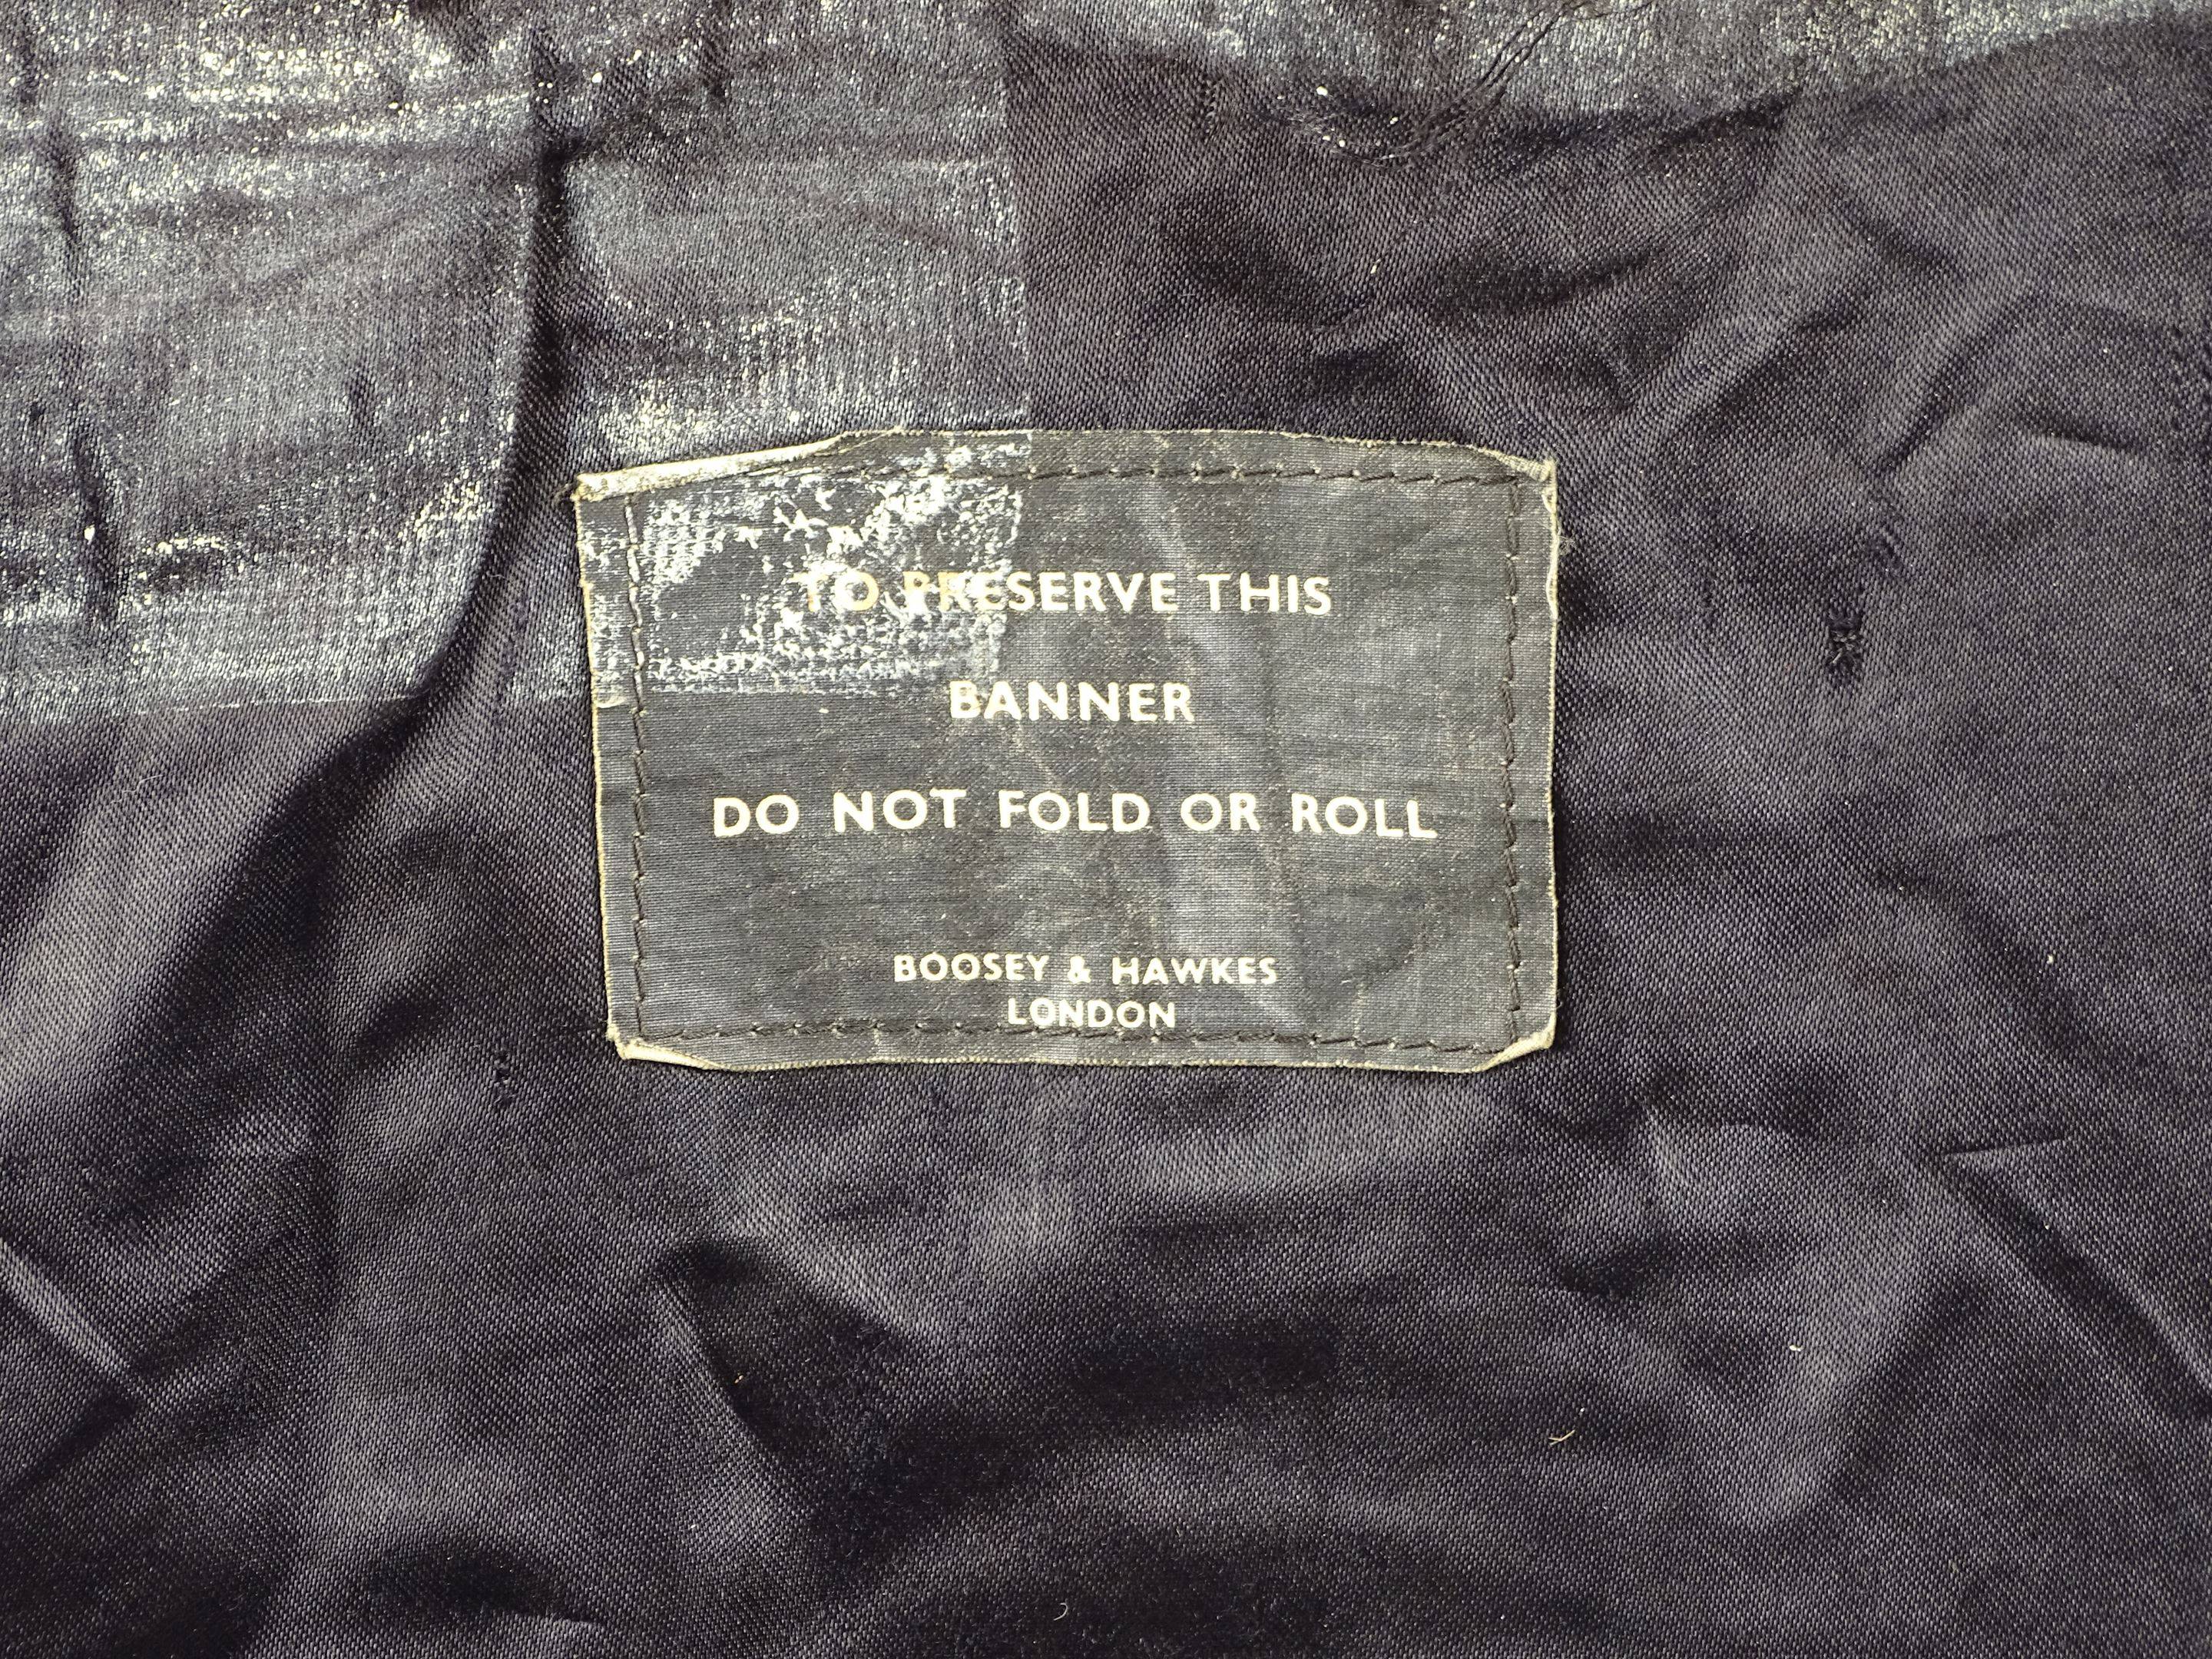 TO PRESERVE THIS
BANNER
DO NOT FOLD OR ROLL
BOOSEY & HAWKES
LONDON